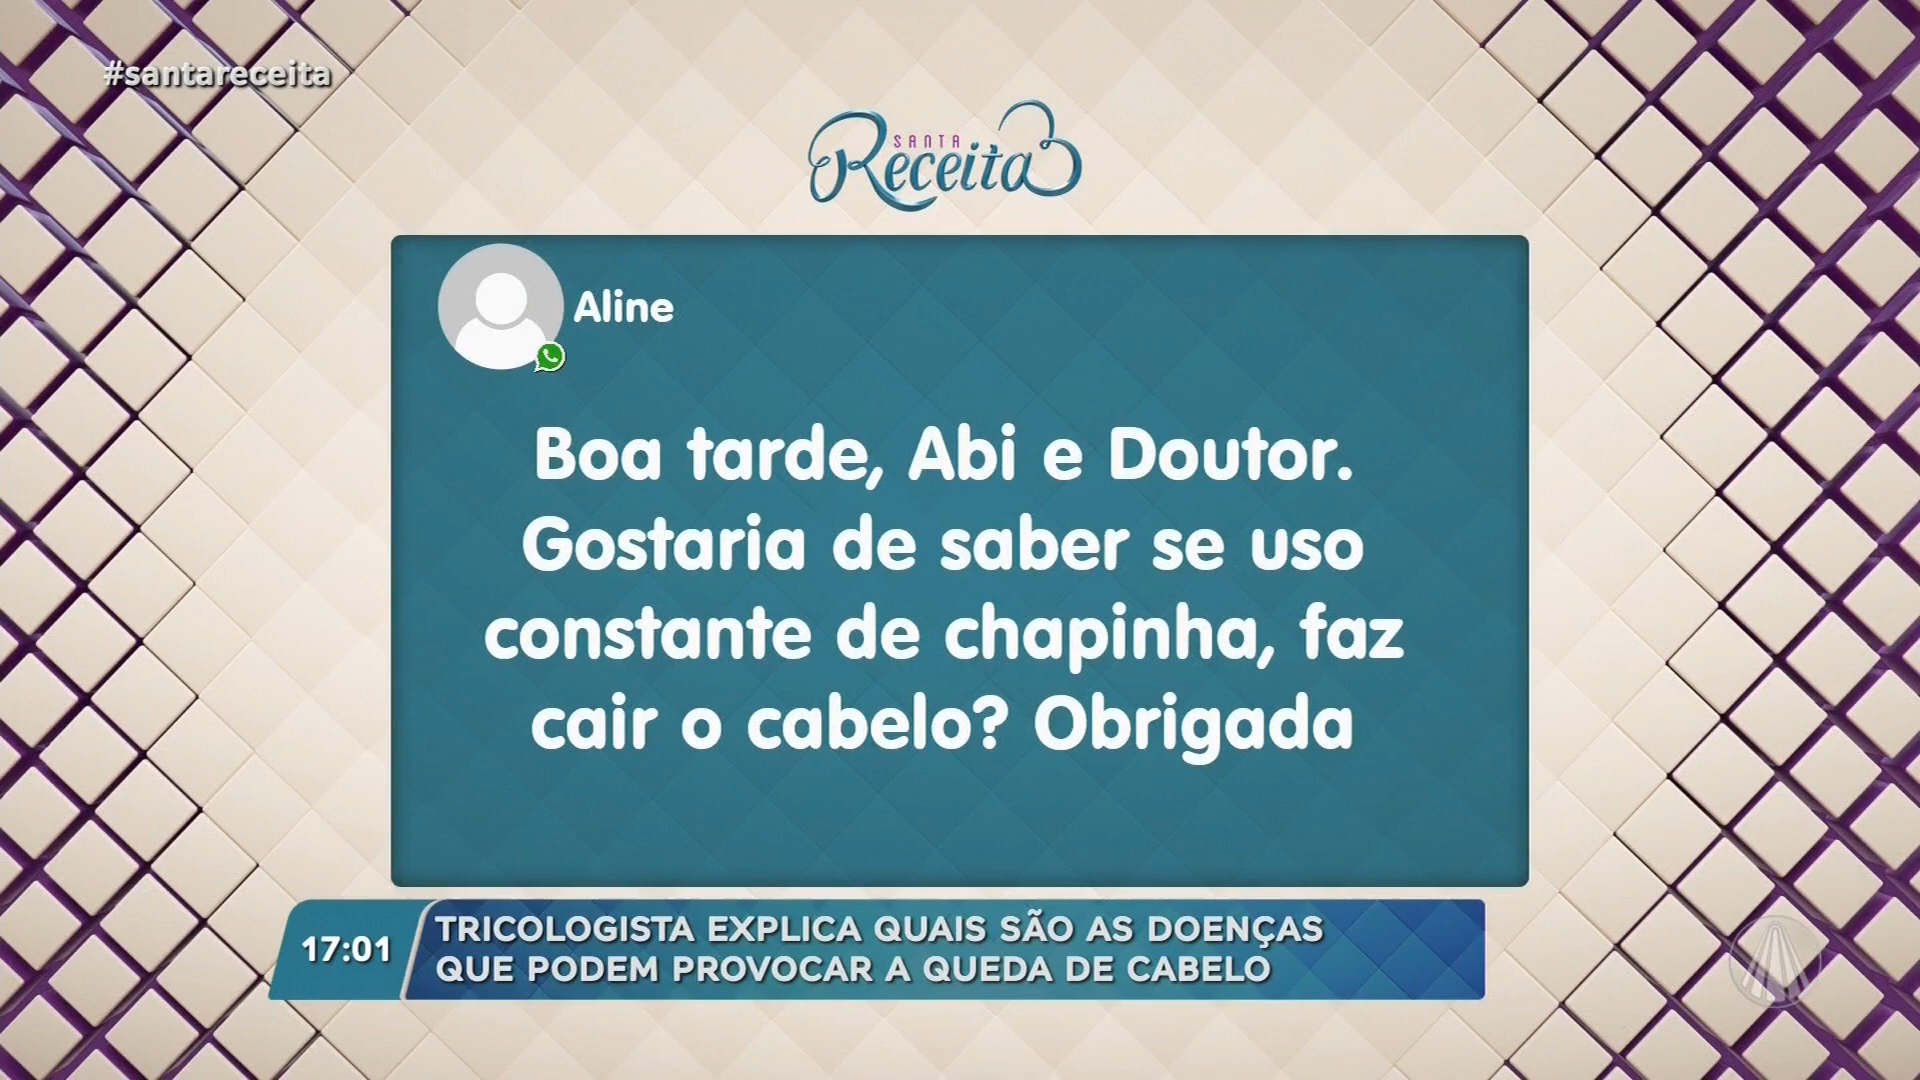 #santareceita
SANTA
Receita
Aline
Boa tarde, Abi e Doutor.
Gostaria de saber se uso
constante de chapinha, faz
cair o cabelo? Obrigada
17:01
TRICOLOGISTA EXPLICA QUAIS SÃO AS DOENÇAS
QUE PODEM PROVOCAR A QUEDA DE CABELO